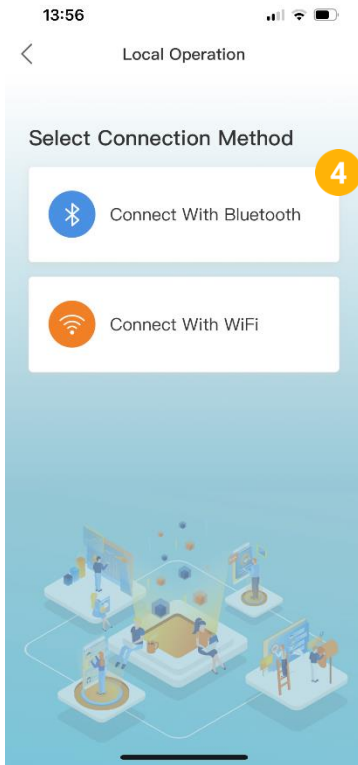 13:56
Local Operation
Select Connection Method
4
Connect With Bluetooth
Connect With WiFi